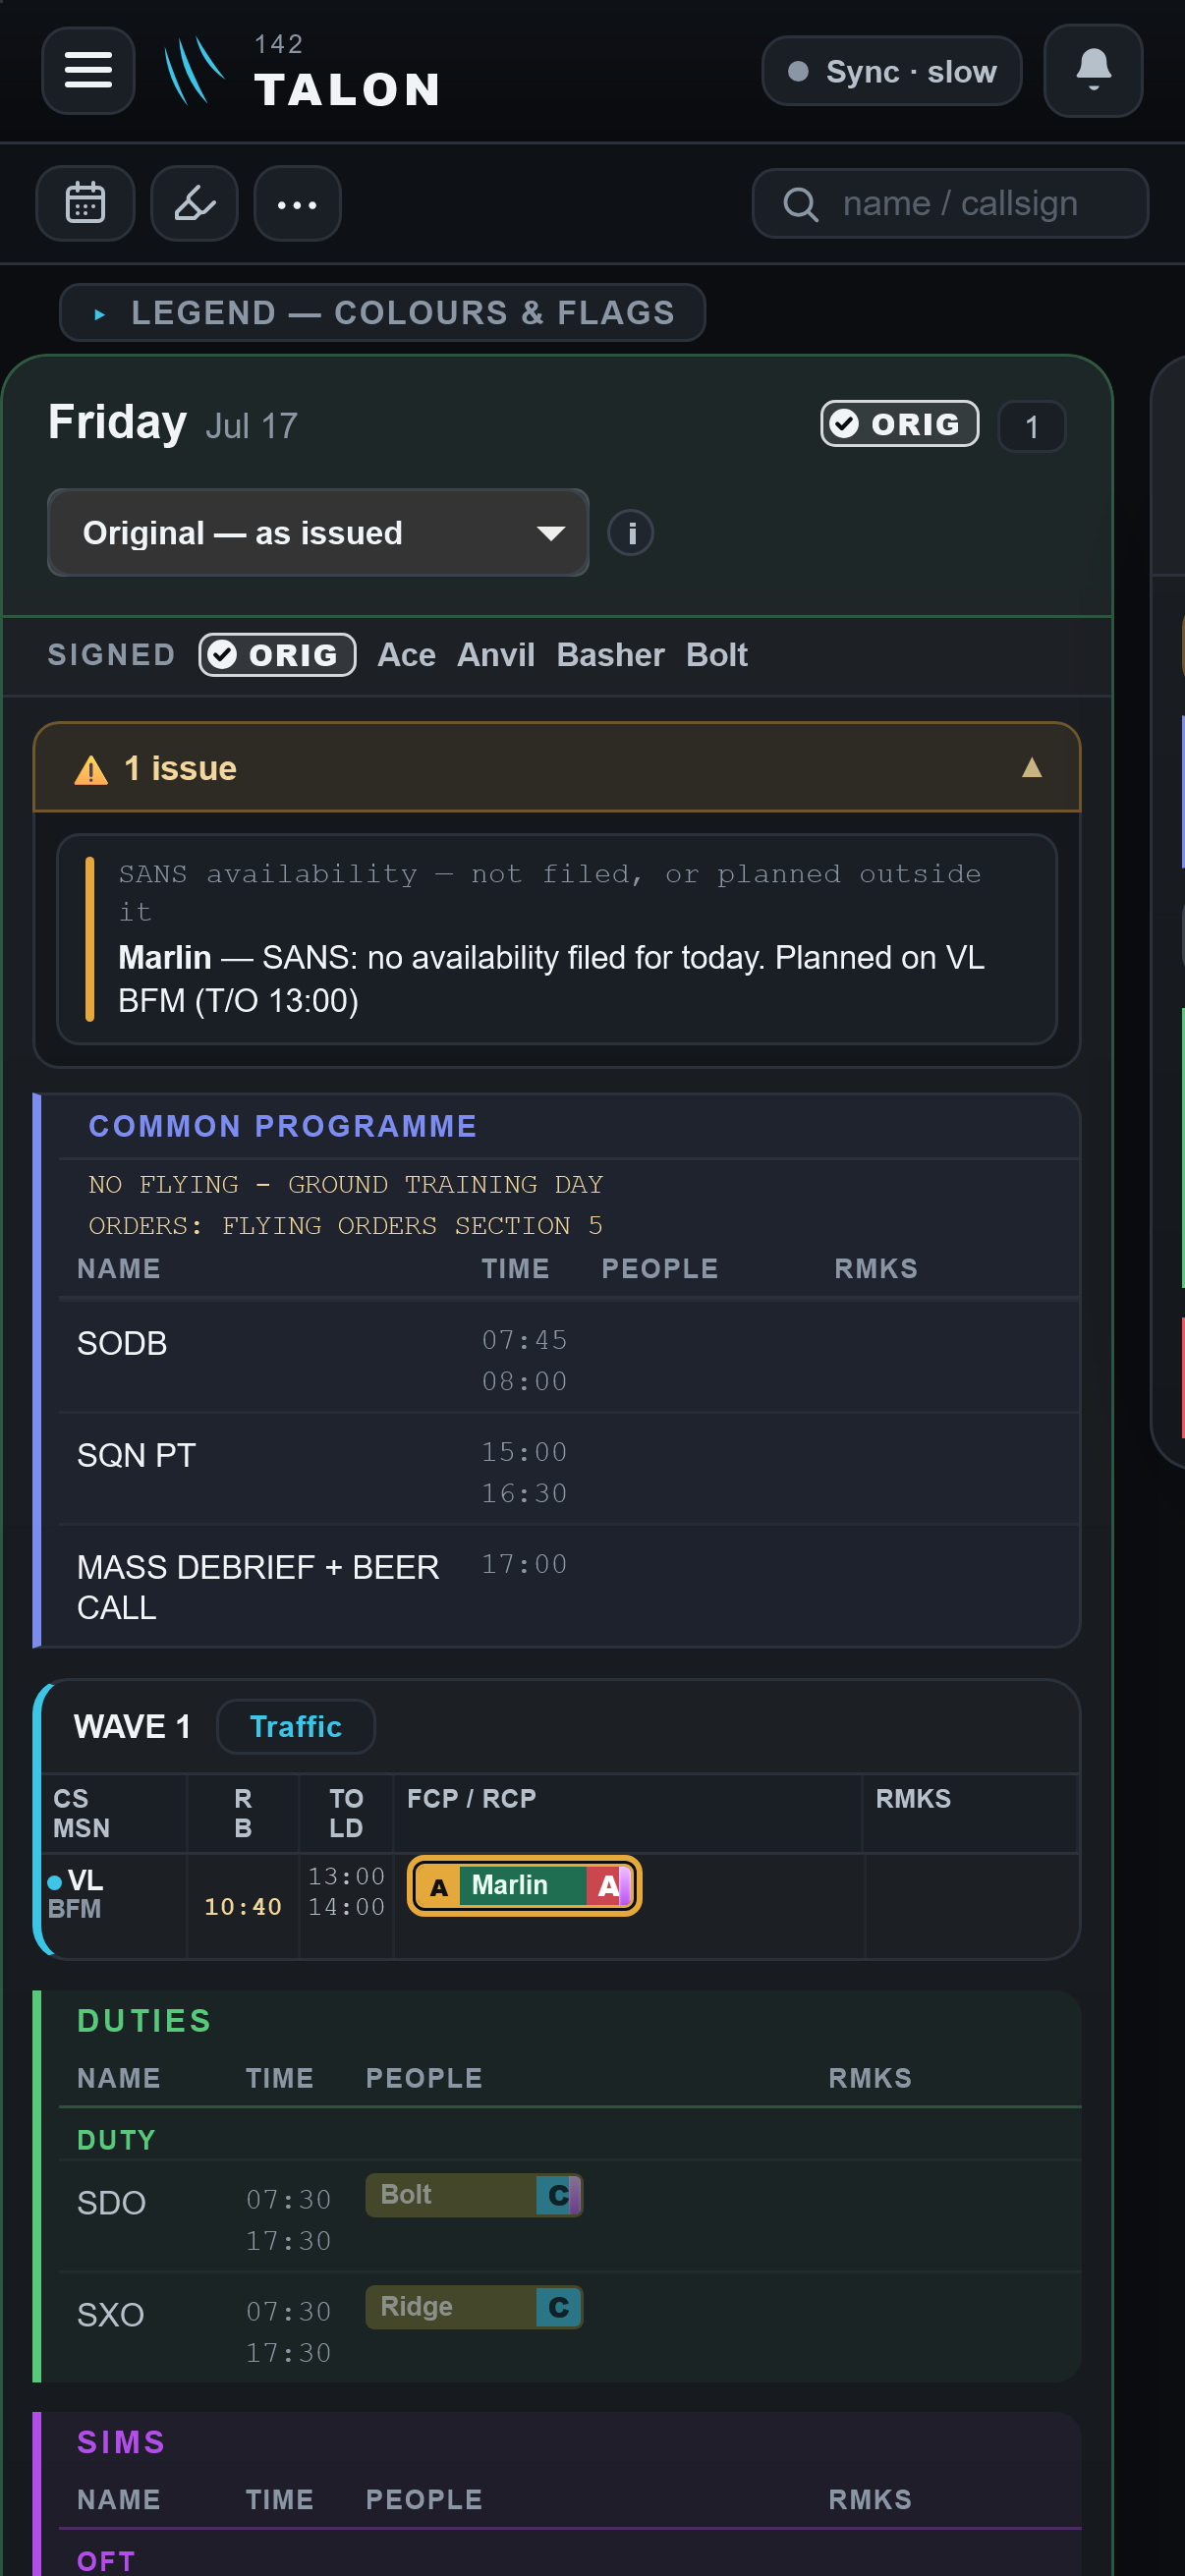 142
TALON
Sync · slow
name / callsign
LEGEND — COLOURS & FLAGS
Friday Jul 17
ORIG 1
Original — as issued
i
SIGNED ORIG Ace Anvil Basher Bolt
1 issue
SANS availability — not filed, or planned outside
it
Marlin — SANS: no availability filed for today. Planned on VL
BFM (T/O 13:00)
COMMON PROGRAMME
NO FLYING - GROUND TRAINING DAY
ORDERS: FLYING ORDERS SECTION 5
NAME TIME PEOPLE RMKS
SODB 07:45
08:00
SQN PT 15:00
16:30
MASS DEBRIEF + BEER 17:00
CALL
WAVE 1 Traffic
CS R TO FCP / RCP RMKS
MSN B LD
VL 13:00 A Marlin A
BFM 10:40 14:00
DUTIES
NAME TIME PEOPLE RMKS
DUTY
SDO 07:30 Bolt C
17:30
SXO 07:30 Ridge C
17:30
SIMS
NAME TIME PEOPLE RMKS
OFT